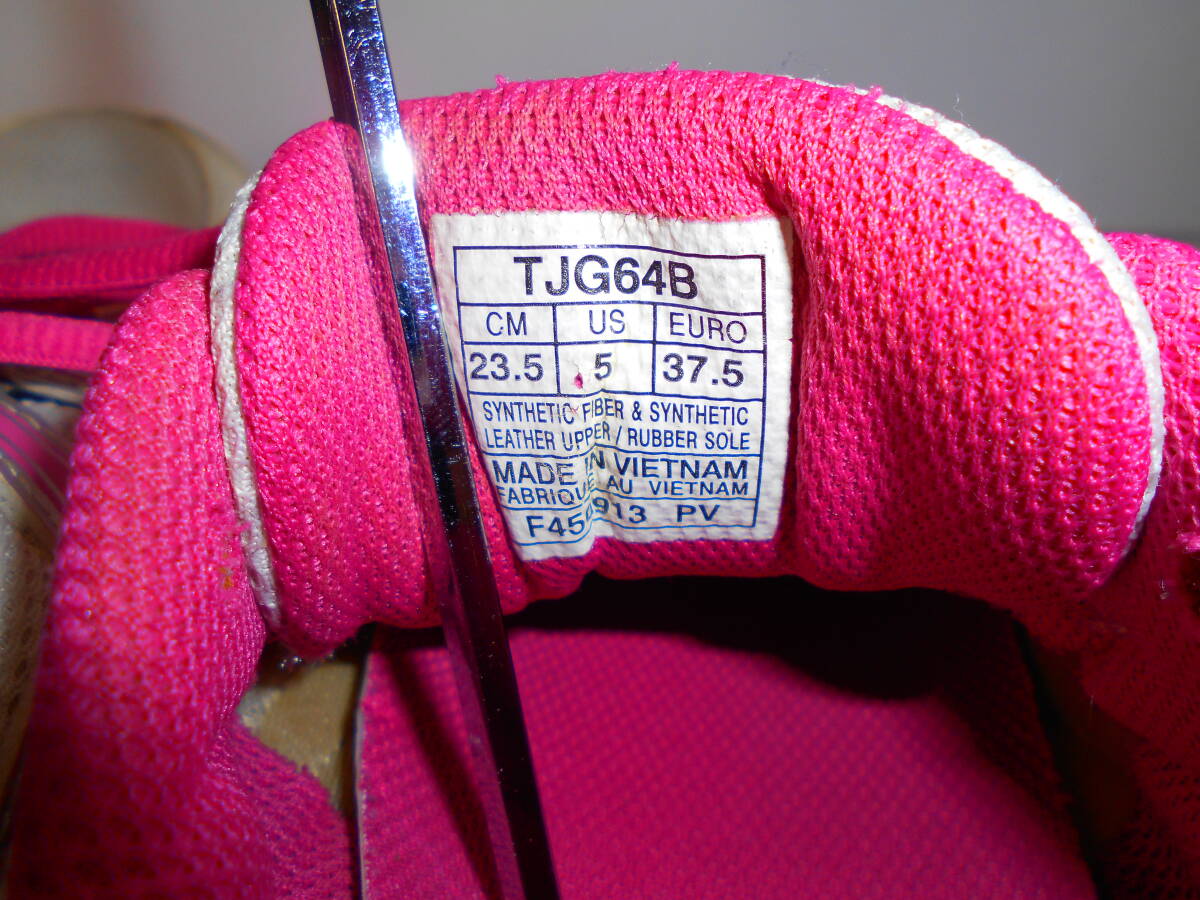 TJG64B
CM US EURO
23.5 5 37.5
SYNTHETIC FIBER & SYNTHETIC
LEATHER UPPER / RUBBER SOLE
MADE IN VIETNAM
FABRIQUE AU VIETNAM
PV